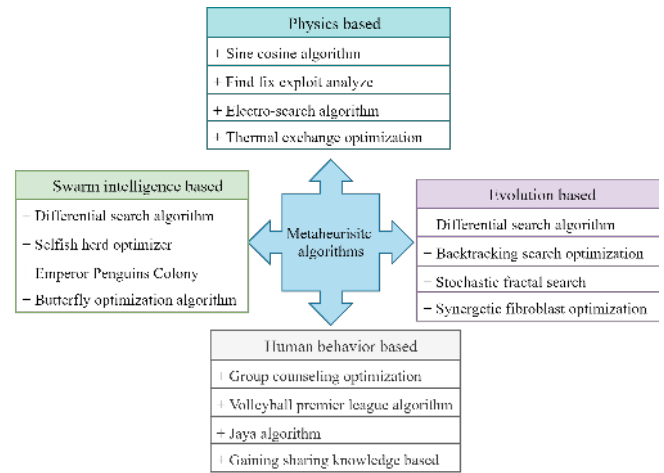 Physics based
+ Sine cosine algorithm
+ Find fix exploit analyze
+ Electro-search algorithm
+ Thermal exchange optimization
Swarm intelligence based
− Differential search algorithm
− Selfish herd optimizer
Emperor Penguins Colony
− Butterfly optimization algorithm
Metaheurisitc
algorithms
Evolution based
Differential search algorithm
− Backtracking search optimization
− Stochastic fractal search
− Synergetic fibroblast optimization
Human behavior based
+ Group counseling optimization
+ Volleyball premier league algorithm
+ Jaya algorithm
+ Gaining sharing knowledge based